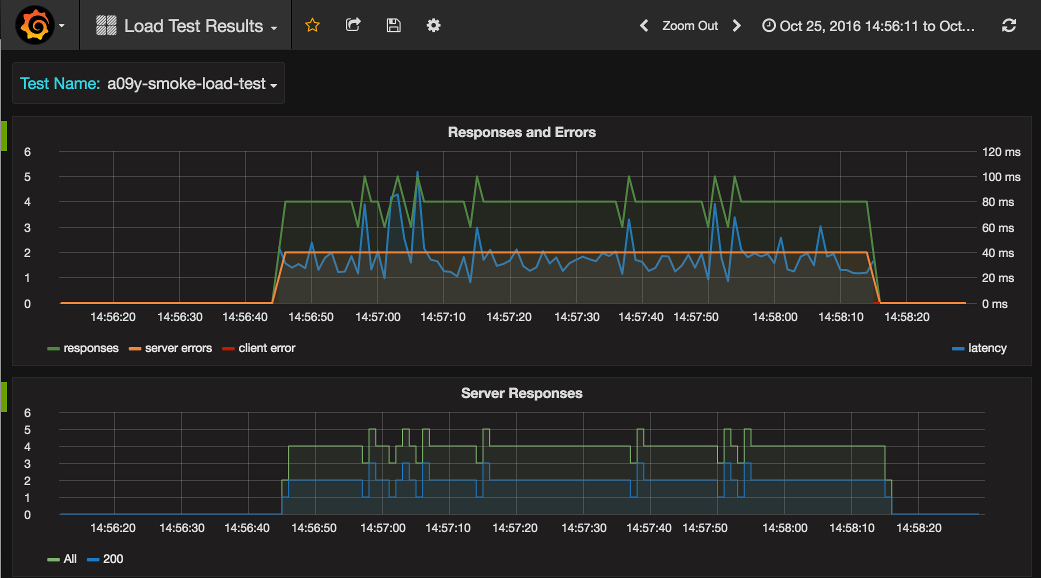 Load Test Results
Zoom Out
Oct 25, 2016 14:56:11 to Oct...
Test Name: a09y-smoke-load-test
Responses and Errors
6 120 ms
5 100 ms
4 80 ms
3 60 ms
2 40 ms
1 20 ms
0 0 ms
14:56:20 14:56:30 14:56:40 14:56:50 14:57:00 14:57:10 14:57:20 14:57:30 14:57:40 14:57:50 14:58:00 14:58:10 14:58:20
responses server errors client error latency
Server Responses
6
5
4
3
2
1
0
14:56:20 14:56:30 14:56:40 14:56:50 14:57:00 14:57:10 14:57:20 14:57:30 14:57:40 14:57:50 14:58:00 14:58:10 14:58:20
All 200